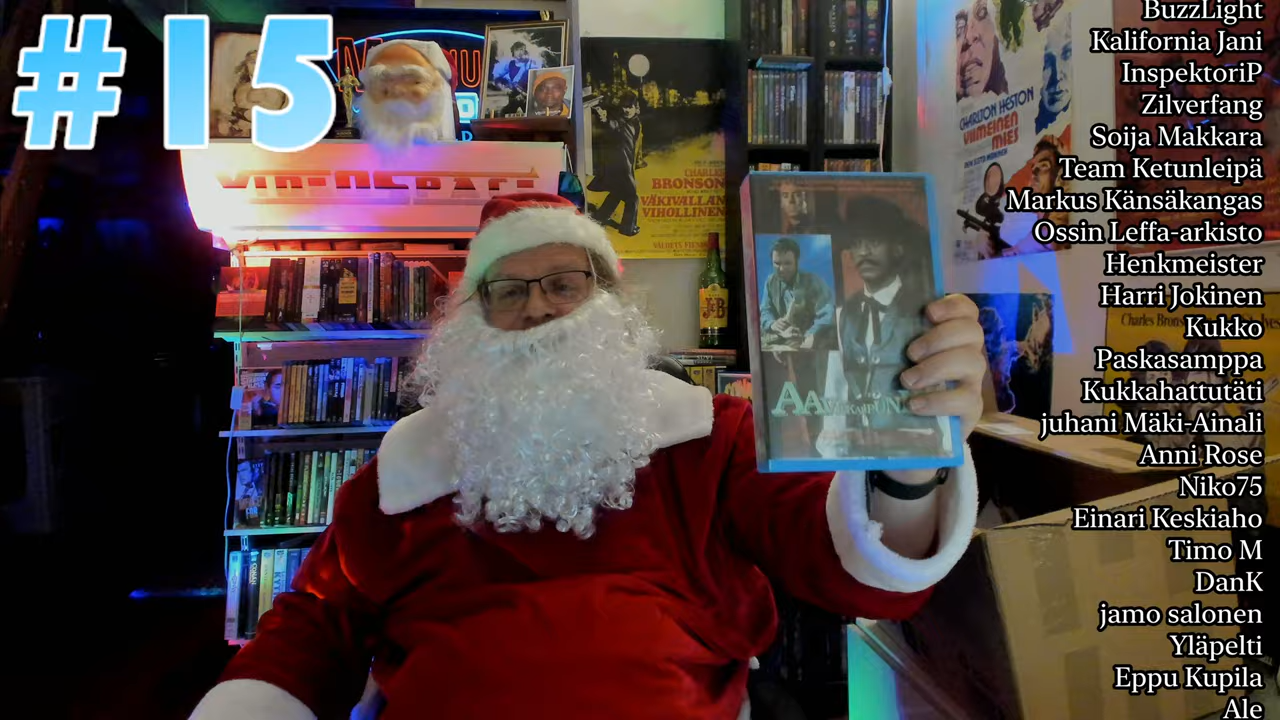 #15
BuzzLight
Kalifornia Jani
InspektoriP
Zilverfang
Soija Makkara
Team Ketunleipä
Markus Känsäkangas
Ossin Leffa-arkisto
Henkmeister
Harri Jokinen
Kukko
Paskasamppa
Kukkahattutäti
juhani Mäki-Ainali
Anni Rose
Niko75
Einari Keskiaho
Timo M
DanK
jamo salonen
Yläpelti
Eppu Kupila
Ale
CHARLES
BRONSON
VÄKIVALLAN
VIHOLLINEN
CHARLTON HESTON
VIIMEINEN
MIES
J&B
Charles